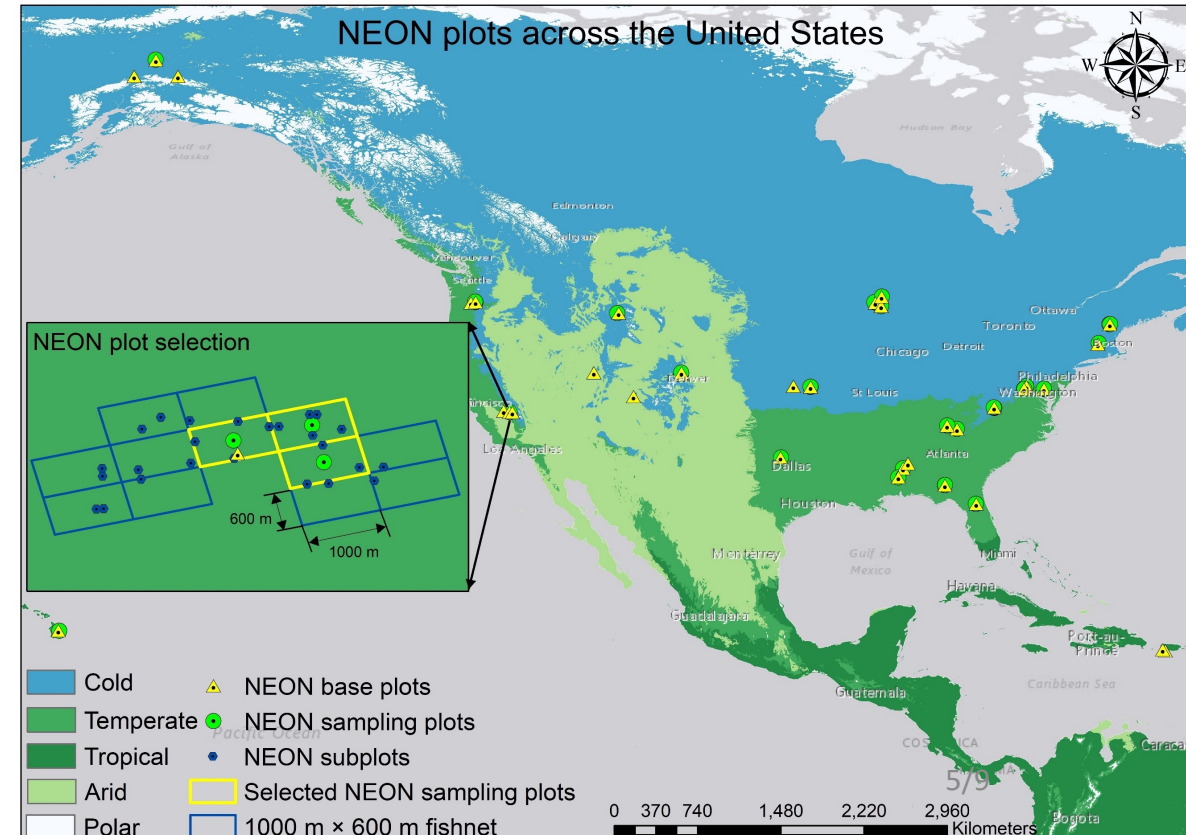 NEON plots across the United States
N
W E
S
Hudson Bay
Gulf of
Alaska
Edmonton
Calgary
Vancouver
Seattle
Ottawa
Toronto
NEON plot selection
Detroit
Boston
Chicago
Philadelphia
Denver
St Louis
Washington
Los Angeles
Atlanta
Dallas
Houston
600 m
1000 m
Monterrey
Gulf of
Mexico
Miami
Havana
Guadalajara
Port-au-
Prince
Cold
NEON base plots
Guatemala
Caribbean Sea
Temperate
NEON sampling plots
Pacific Ocean
Tropical
NEON subplots
Caraca
5/9
Arid
Selected NEON sampling plots
Polar
1000 m × 600 m fishnet
0 370 740 1,480 2,220 2,960
Kilometers
Bogota